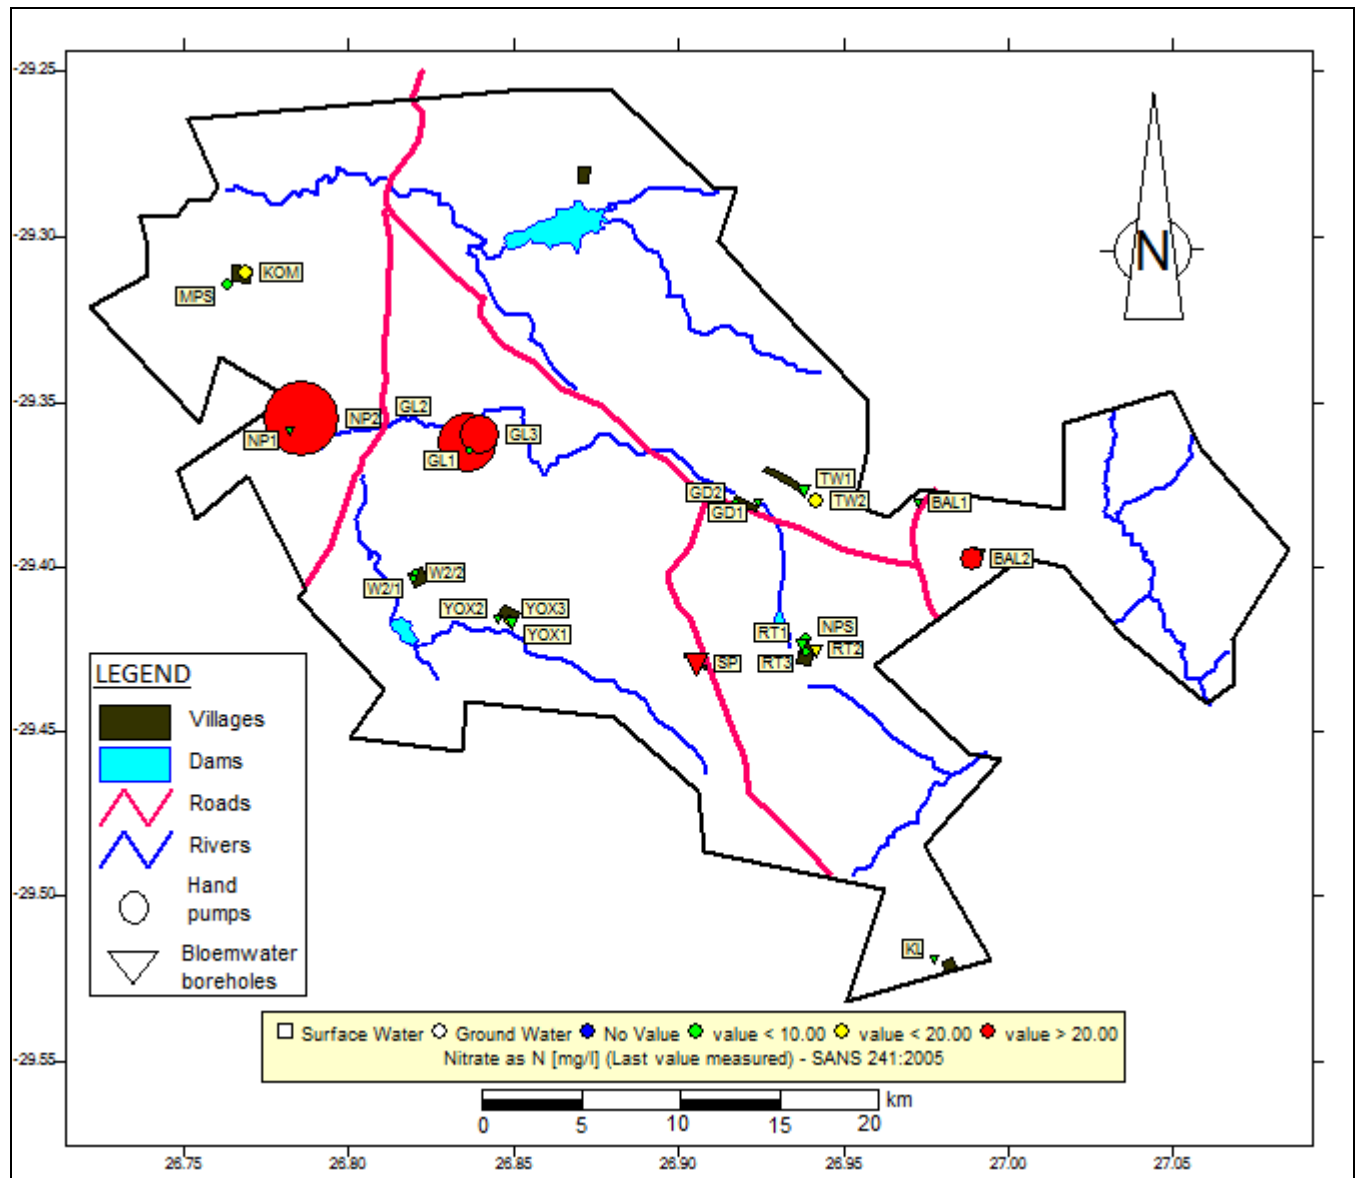 -29.25
-29.30
-29.35
-29.40
-29.45
-29.50
-29.55
N
KOM
MPS
GL2
NP2
NP1
GL3
GL1
TW1
GD2
TW2
GD1
BAL1
BAL2
W2/2
W2/1
YOX2
YOX3
YOX1
NPS
RT1
RT2
RT3
SP
KL
LEGEND
Villages
Dams
Roads
Rivers
Hand
pumps
Bloemwater
boreholes
Surface Water Ground Water No Value value < 10.00 value < 20.00 value > 20.00
Nitrate as N [mg/l] (Last value measured) - SANS 241:2005
km
0 5 10 15 20
26.75 26.80 26.85 26.90 26.95 27.00 27.05